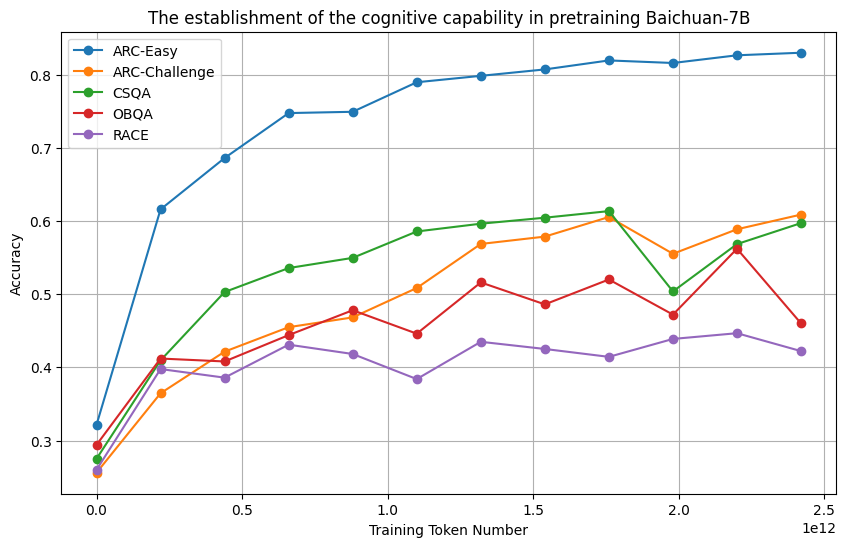 The establishment of the cognitive capability in pretraining Baichuan-7B
ARC-Easy
ARC-Challenge
CSQA
OBQA
RACE
Accuracy
0.8
0.7
0.6
0.5
0.4
0.3
0.0 0.5 1.0 1.5 2.0 2.5
1e12
Training Token Number